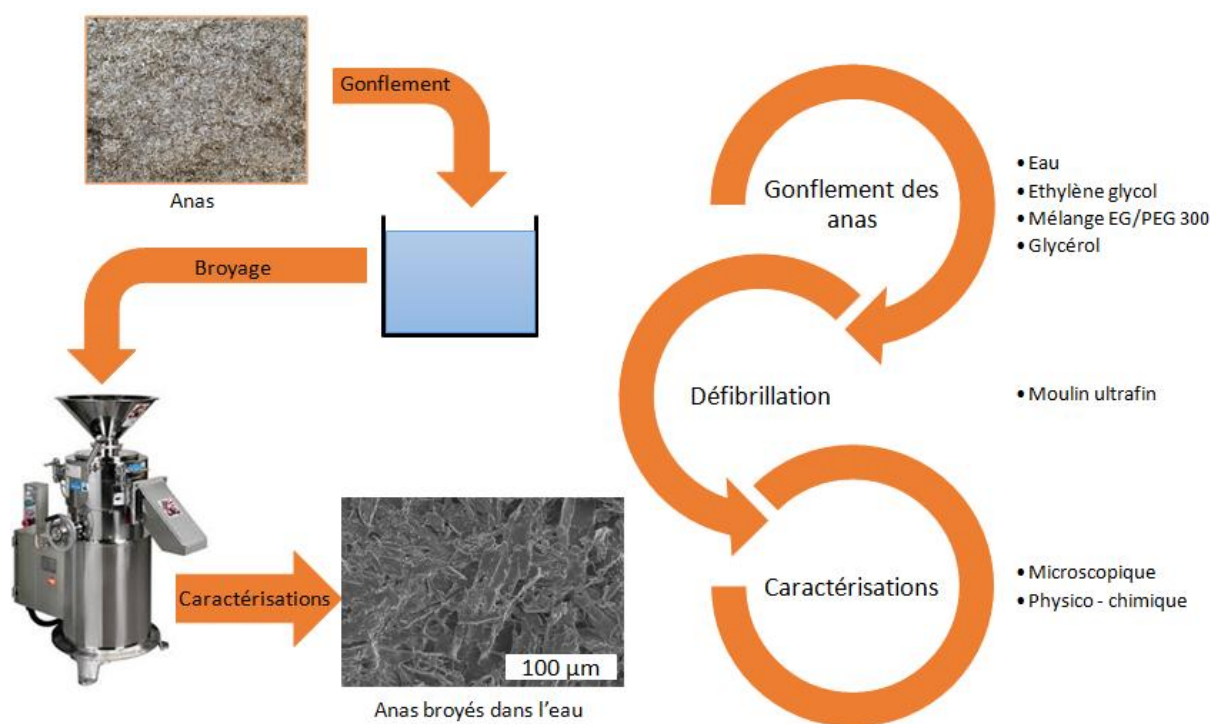 Gonflement
Anas
Broyage
Caractérisations
100 µm
Anas broyés dans l'eau
Gonflement des
anas
• Eau
• Ethylène glycol
• Mélange EG/PEG 300
• Glycérol
Défibrillation
• Moulin ultrafin
Caractérisations
• Microscopique
• Physico - chimique